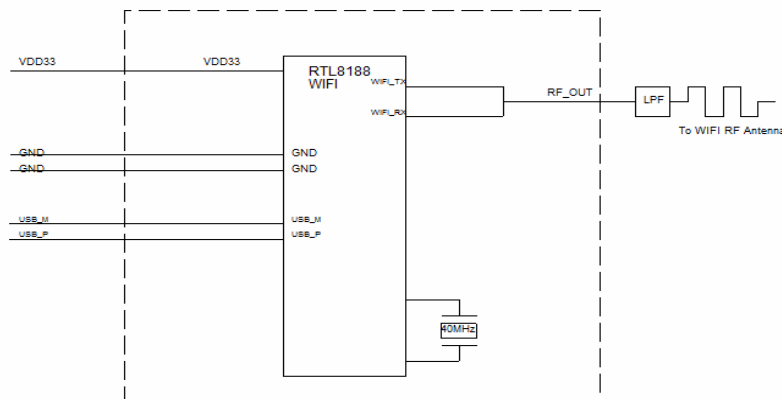 VDD33
VDD33
RTL8188
WIFI
WIFI_TX
RF_OUT
LPF
WIFI_RX
To WIFI RF Antenna
GND
GND
GND
GND
USB_M
USB_M
USB_P
USB_P
40MHz